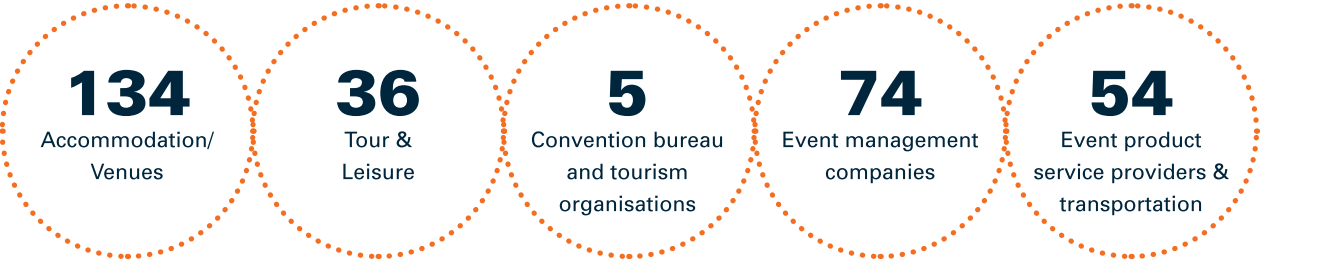 134
Accommodation/
Venues
36
Tour &
Leisure
5
Convention bureau
and tourism
organisations
74
Event management
companies
54
Event product
service providers &
transportation